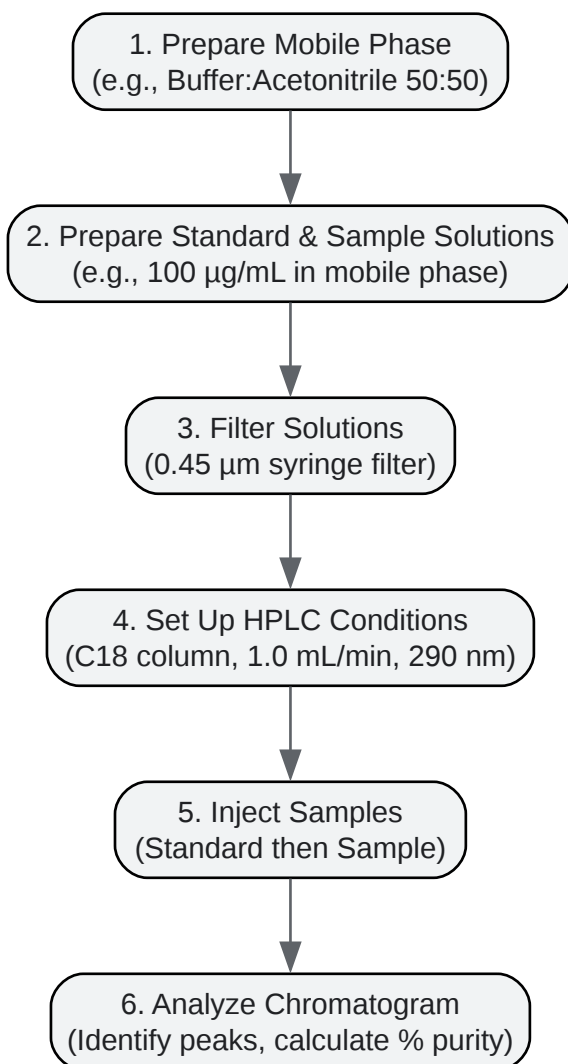 1. Prepare Mobile Phase
(e.g., Buffer:Acetonitrile 50:50)
2. Prepare Standard & Sample Solutions
(e.g., 100 µg/mL in mobile phase)
3. Filter Solutions
(0.45 µm syringe filter)
4. Set Up HPLC Conditions
(C18 column, 1.0 mL/min, 290 nm)
5. Inject Samples
(Standard then Sample)
6. Analyze Chromatogram
(Identify peaks, calculate % purity)